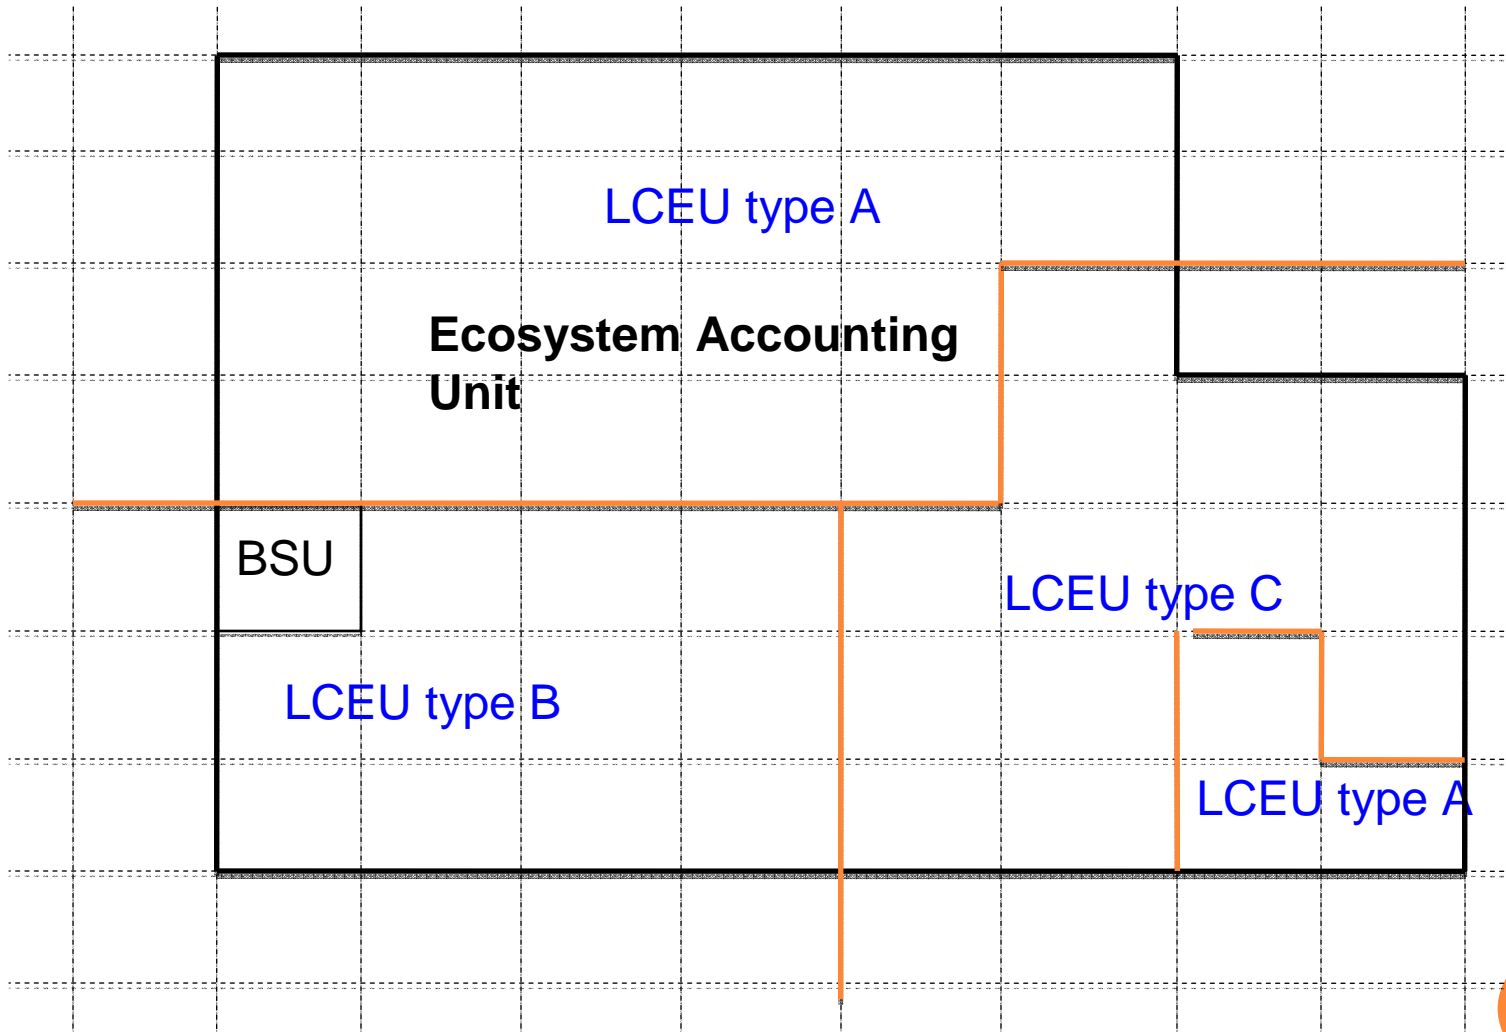 LCEU type A
Ecosystem Accounting
Unit
BSU
LCEU type C
LCEU type B
LCEU type A